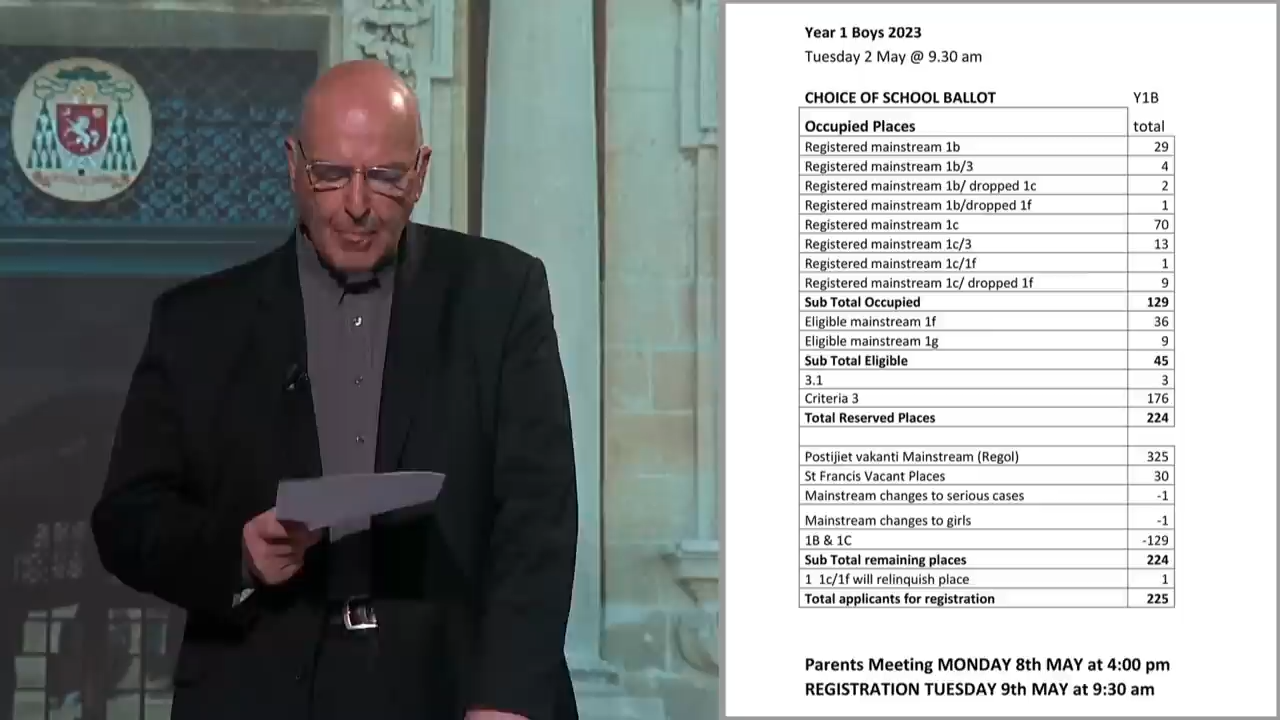 Year 1 Boys 2023
Tuesday 2 May @ 9.30 am
CHOICE OF SCHOOL BALLOT Y1B
Occupied Places total
Registered mainstream 1b 29
Registered mainstream 1b/3 4
Registered mainstream 1b/ dropped 1c 2
Registered mainstream 1b/dropped 1f 1
Registered mainstream 1c 70
Registered mainstream 1c/3 13
Registered mainstream 1c/1f 1
Registered mainstream 1c/ dropped 1f 9
Sub Total Occupied 129
Eligible mainstream 1f 36
Eligible mainstream 1g 9
Sub Total Eligible 45
3.1 3
Criteria 3 176
Total Reserved Places 224
Postijiet vakanti Mainstream (Regol) 325
St Francis Vacant Places 30
Mainstream changes to serious cases -1
Mainstream changes to girls -1
1B & 1C -129
Sub Total remaining places 224
1 1c/1f will relinquish place 1
Total applicants for registration 225
Parents Meeting MONDAY 8th MAY at 4:00 pm
REGISTRATION TUESDAY 9th MAY at 9:30 am